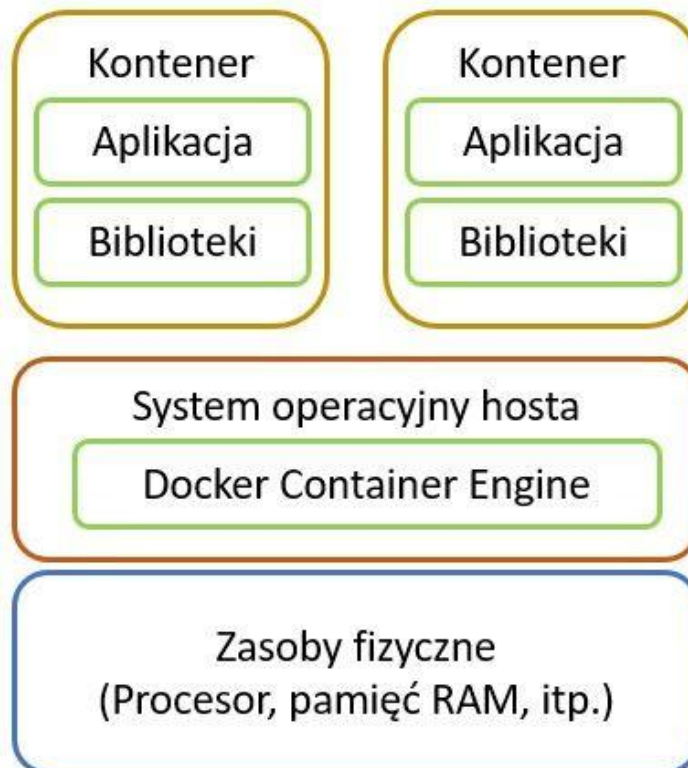 Kontener
Aplikacja
Biblioteki
Kontener
Aplikacja
Biblioteki
System operacyjny hosta
Docker Container Engine
Zasoby fizyczne
(Procesor, pamięć RAM, itp.)